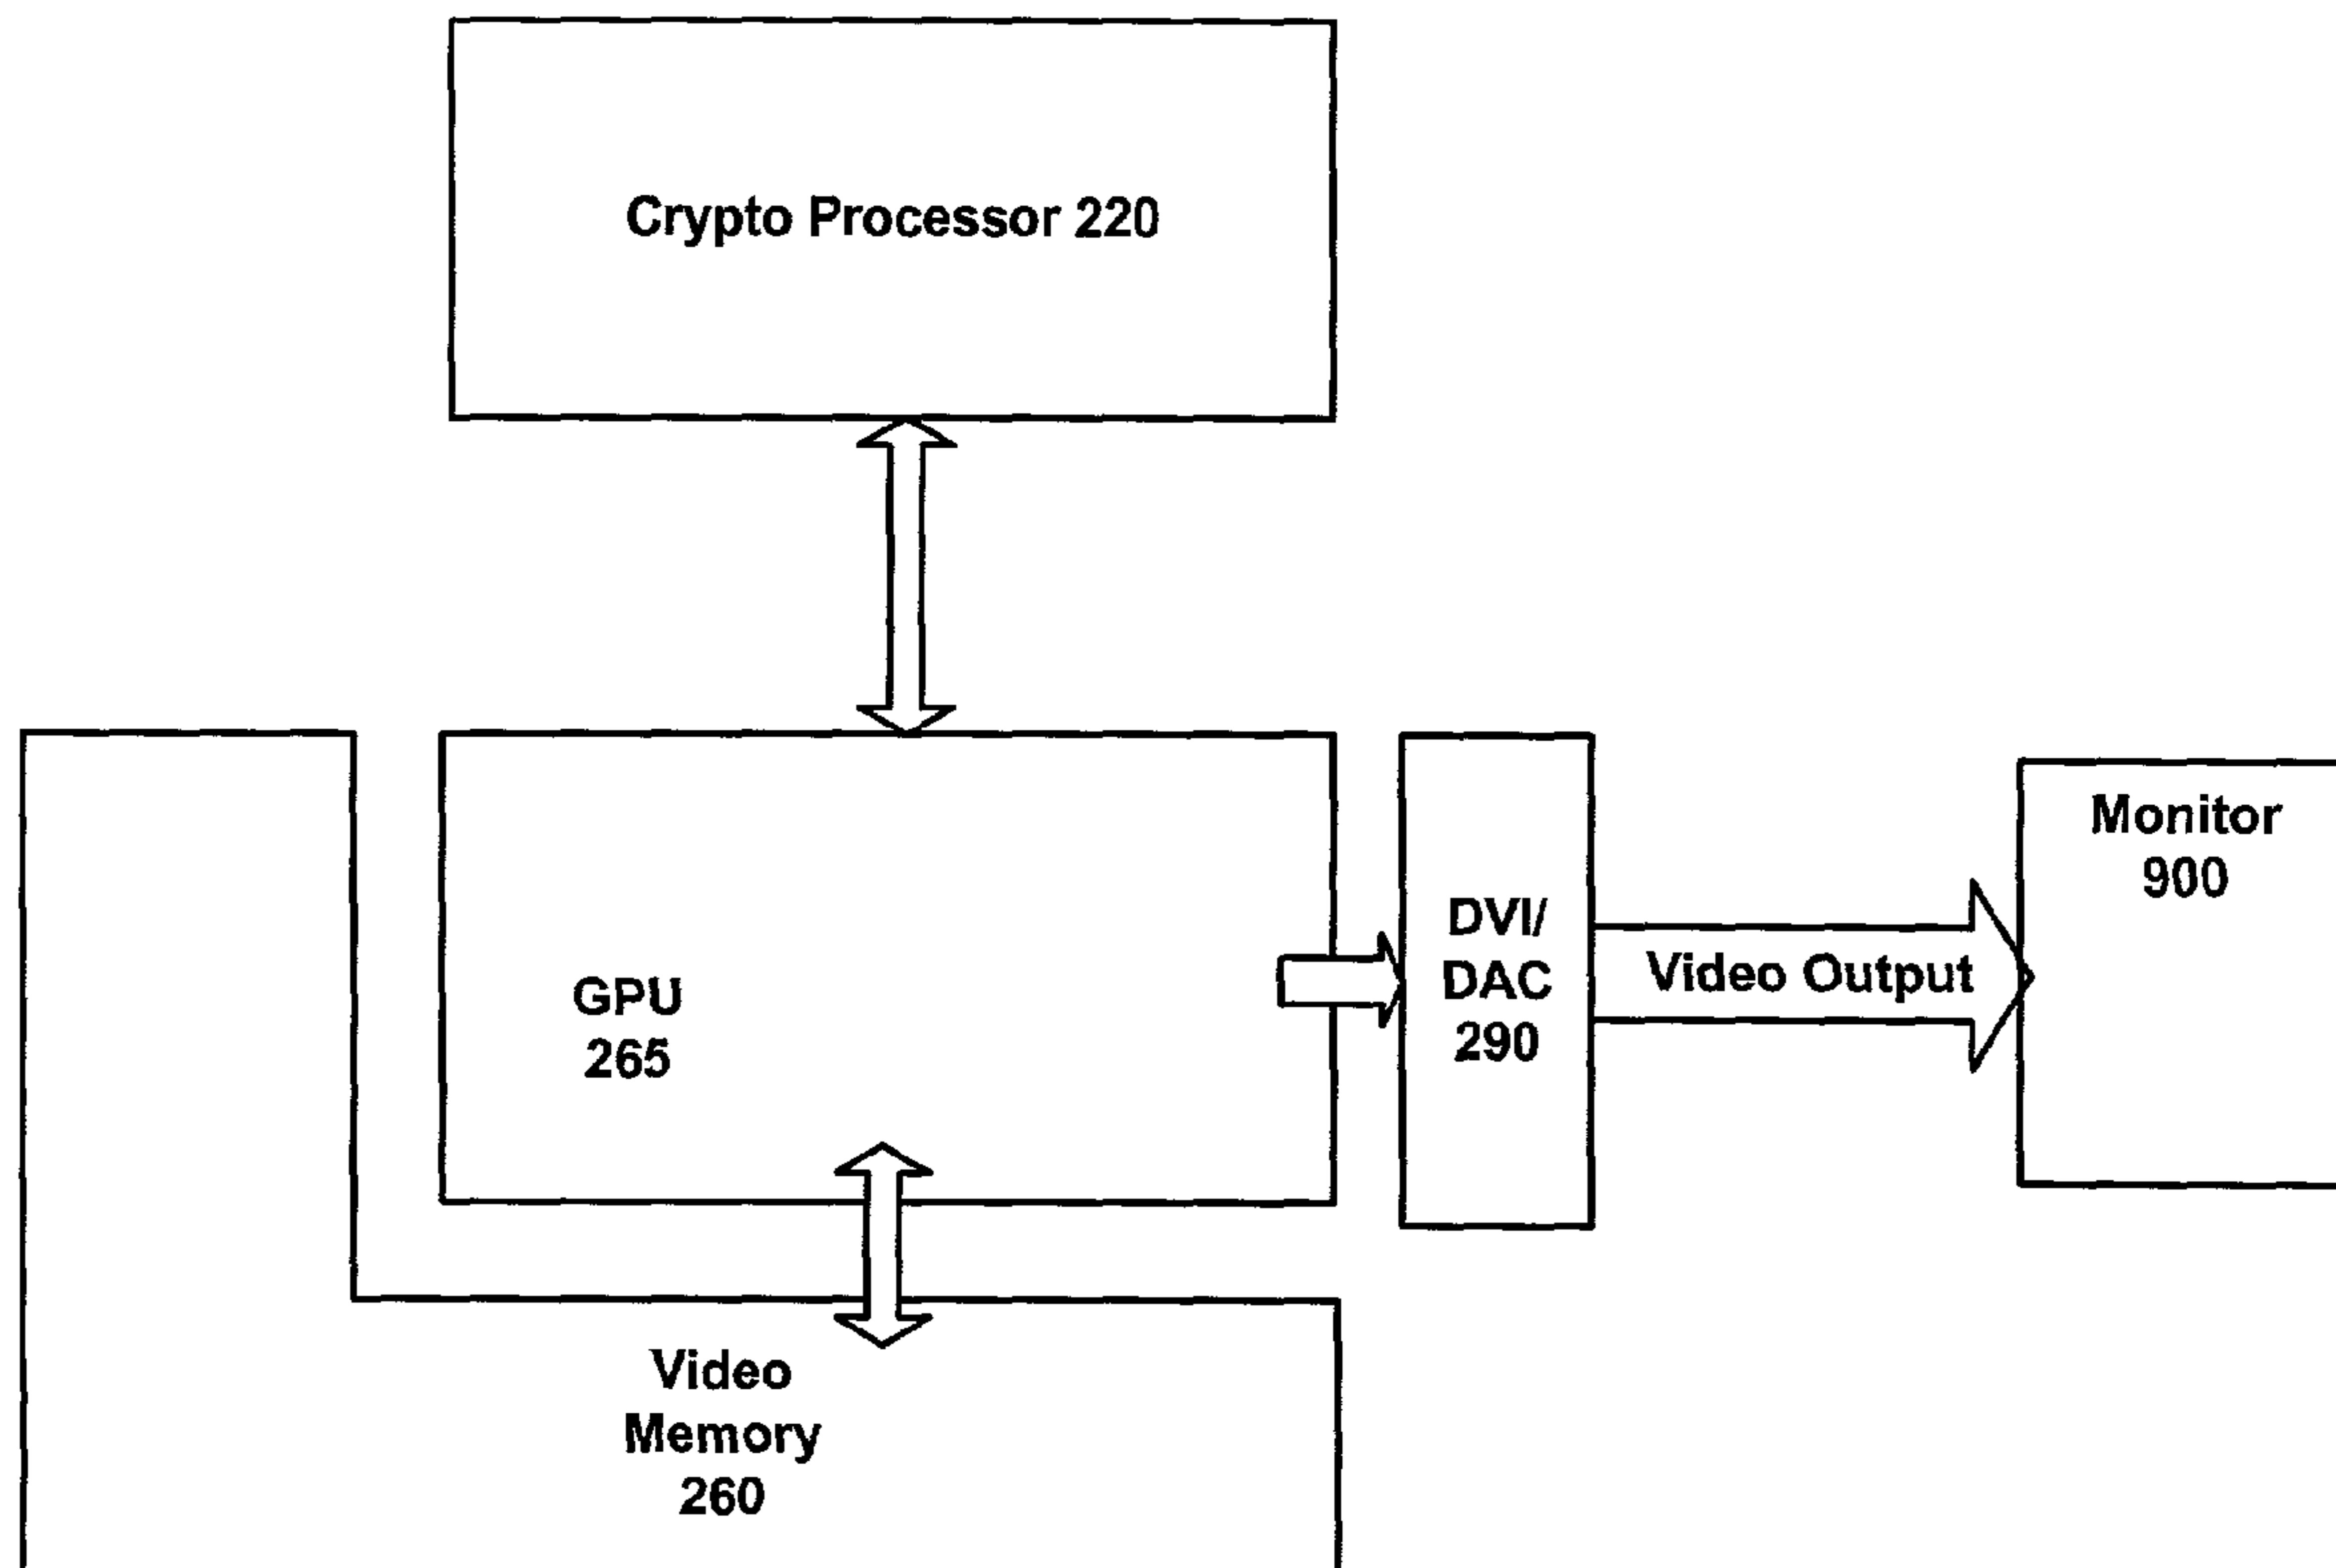 Crypto Processor 220
GPU
265
DVI/
DAC
290
Video Output
Monitor
900
Video
Memory
260